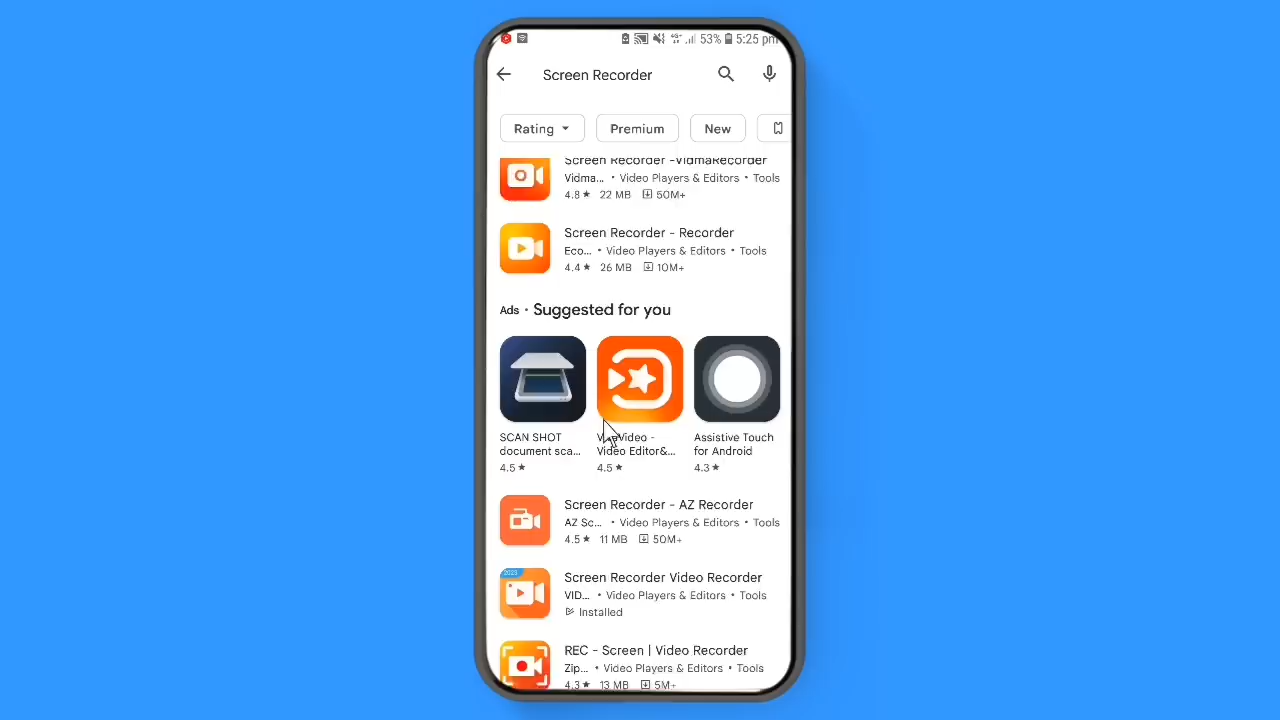 53% 5:25 pm
Screen Recorder
Rating Premium New
Screen Recorder -VidmaRecorder
Vidma... • Video Players & Editors • Tools
4.8 ★ 22 MB 50M+
Screen Recorder - Recorder
Eco... • Video Players & Editors • Tools
4.4 ★ 26 MB 10M+
Ads • Suggested for you
SCAN SHOT
document sca...
4.5 ★
Video -
Video Editor&...
4.5 ★
Assistive Touch
for Android
4.3 ★
Screen Recorder - AZ Recorder
AZ Sc... • Video Players & Editors • Tools
4.5 ★ 11 MB 50M+
2023
Screen Recorder Video Recorder
VID... • Video Players & Editors • Tools
Installed
REC - Screen | Video Recorder
Zip... • Video Players & Editors • Tools
4.3 ★ 13 MB 5M+